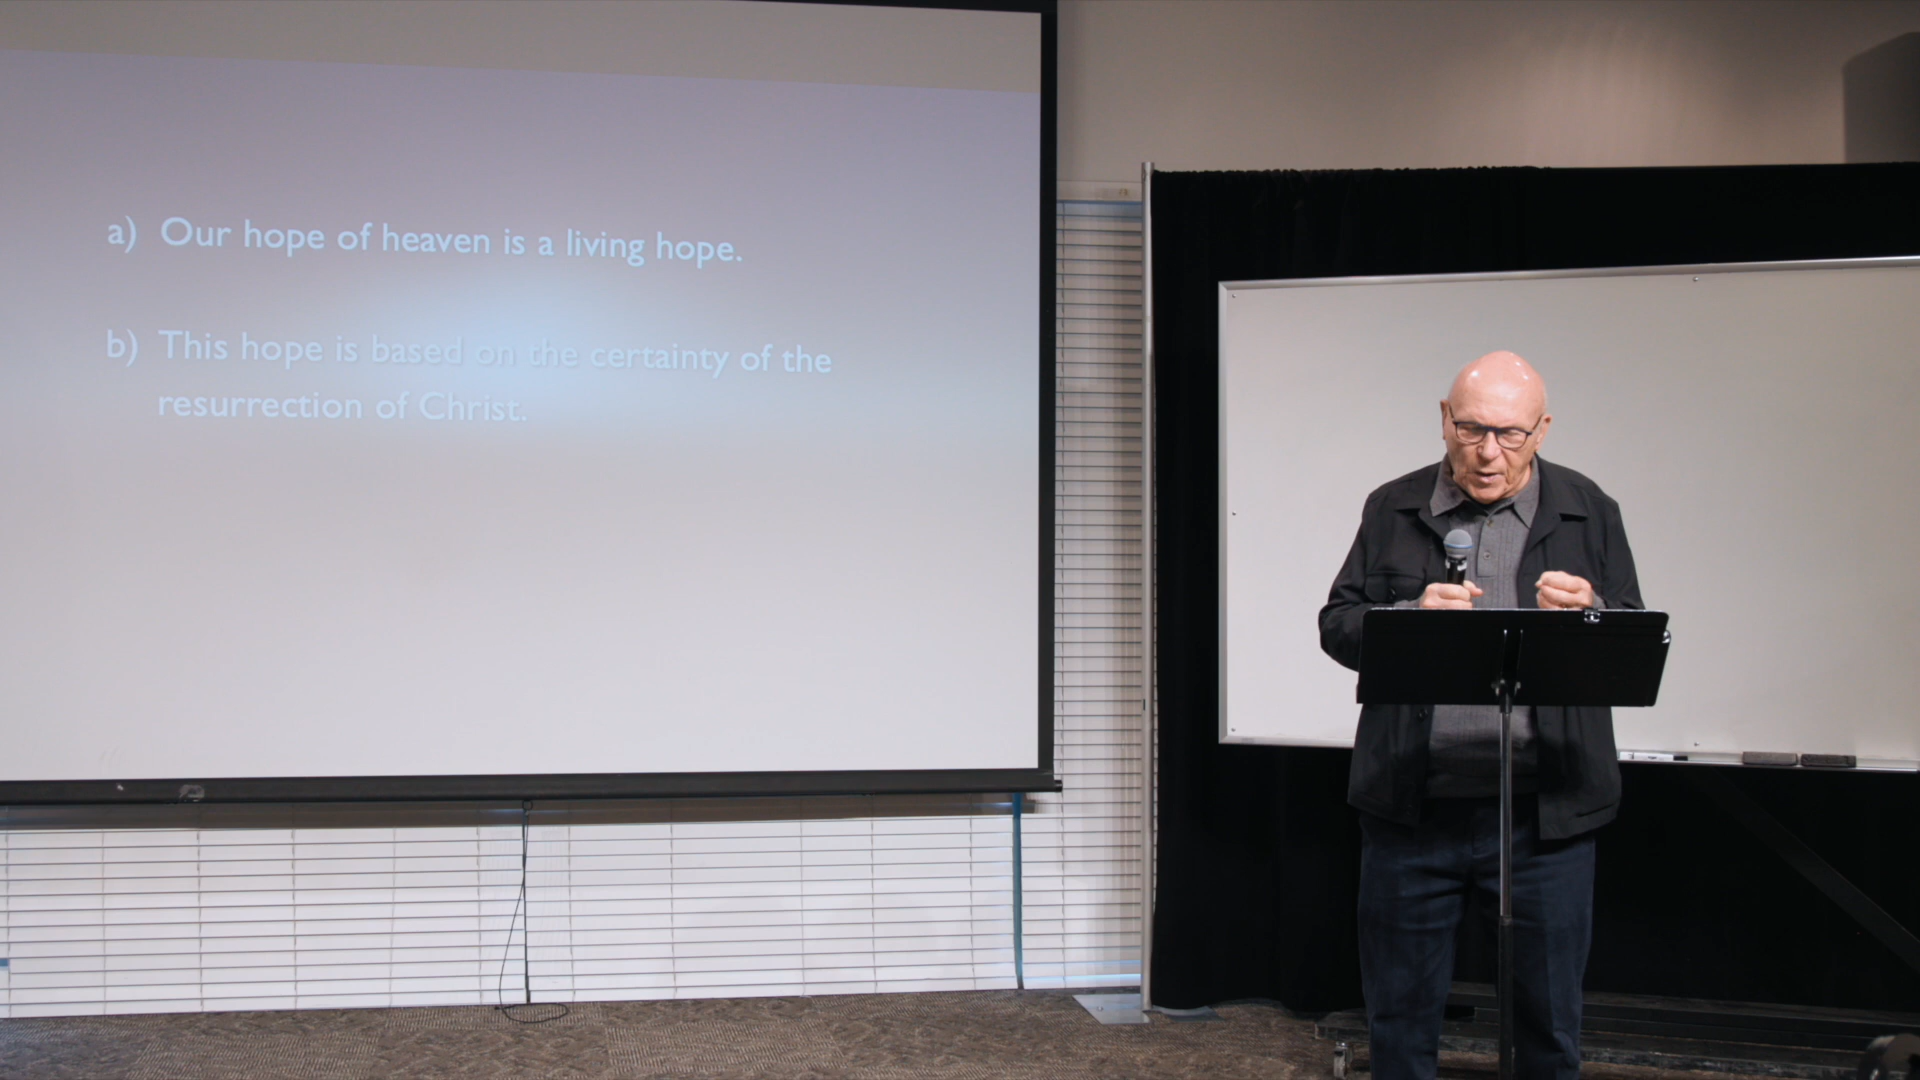 a) Our hope of heaven is a living hope.
b) This hope is based on the certainty of the
resurrection of Christ.